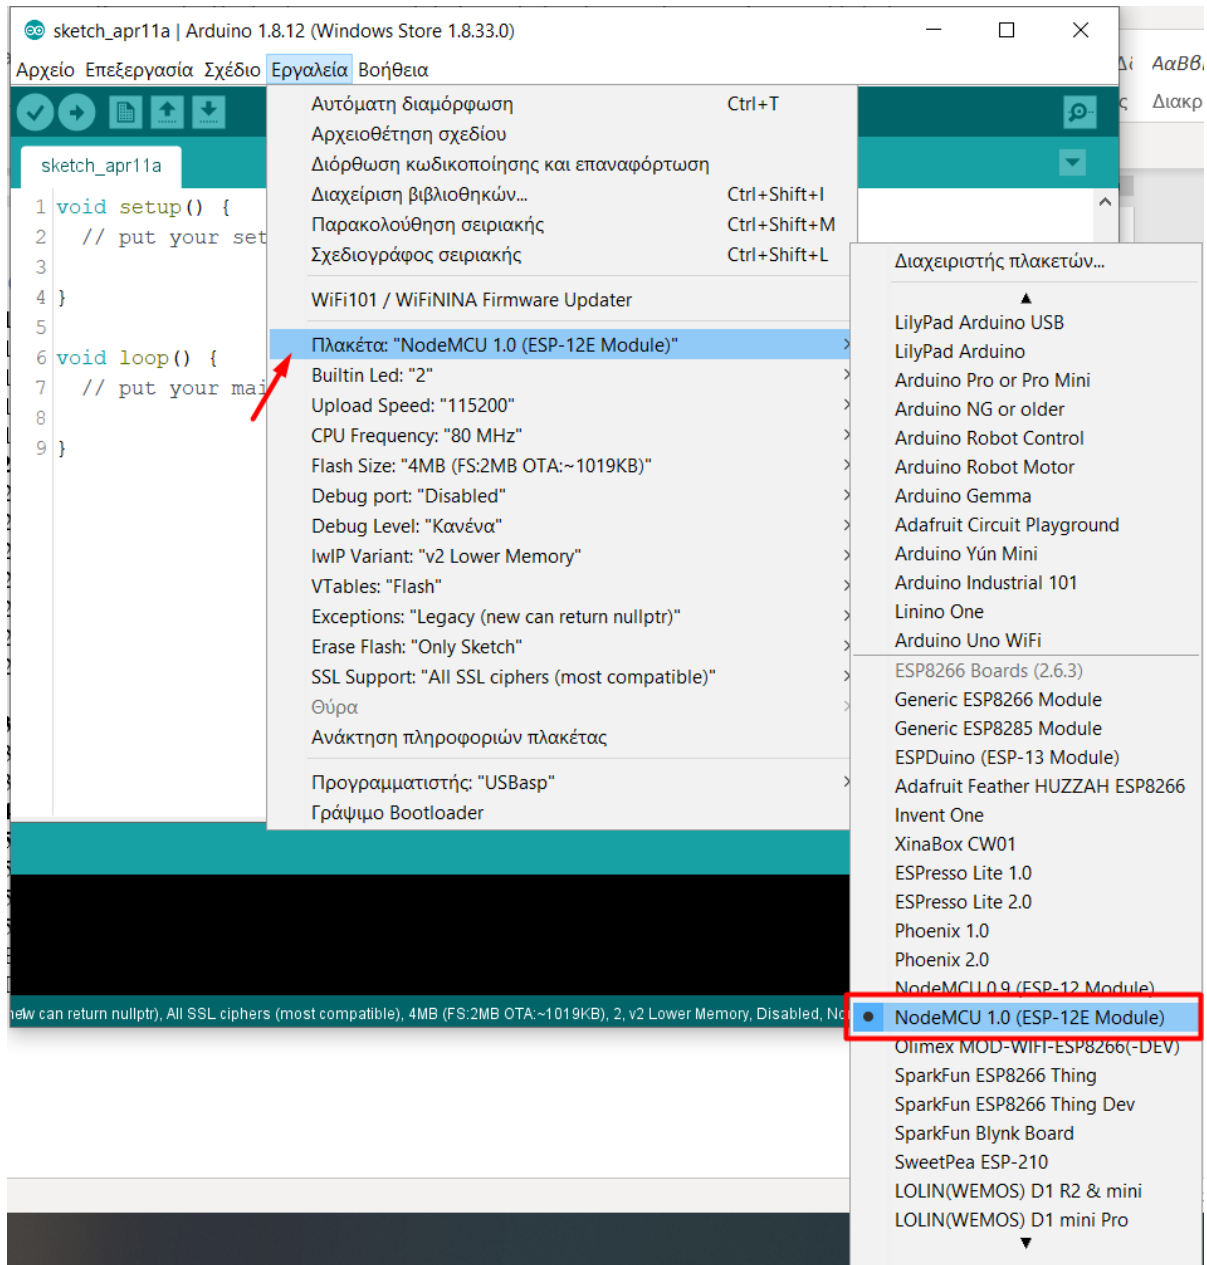 sketch_apr11a | Arduino 1.8.12 (Windows Store 1.8.33.0)
Αρχείο Επεξεργασία Σχέδιο Εργαλεία Βοήθεια
sketch_apr11a
1 void setup() {
2 // put your set
3
4 }
5
6 void loop() {
7 // put your mai
8
9 }
Αυτόματη διαμόρφωση Ctrl+T
Αρχειοθέτηση σχεδίου
Διόρθωση κωδικοποίησης και επαναφόρτωση
Διαχείριση βιβλιοθηκών... Ctrl+Shift+I
Παρακολούθηση σειριακής Ctrl+Shift+M
Σχεδιογράφος σειριακής Ctrl+Shift+L
WiFi101 / WiFiNINA Firmware Updater
Πλακέτα: "NodeMCU 1.0 (ESP-12E Module)"
Builtin Led: "2"
Upload Speed: "115200"
CPU Frequency: "80 MHz"
Flash Size: "4MB (FS:2MB OTA:~1019KB)"
Debug port: "Disabled"
Debug Level: "Κανένα"
lwIP Variant: "v2 Lower Memory"
VTables: "Flash"
Exceptions: "Legacy (new can return nullptr)"
Erase Flash: "Only Sketch"
SSL Support: "All SSL ciphers (most compatible)"
Θύρα
Ανάκτηση πληροφοριών πλακέτας
Προγραμματιστής: "USBasp"
Γράψιμο Bootloader
Διαχειριστής πλακετών...
LilyPad Arduino USB
LilyPad Arduino
Arduino Pro or Pro Mini
Arduino NG or older
Arduino Robot Control
Arduino Robot Motor
Arduino Gemma
Adafruit Circuit Playground
Arduino Yún Mini
Arduino Industrial 101
Linino One
Arduino Uno WiFi
ESP8266 Boards (2.6.3)
Generic ESP8266 Module
Generic ESP8285 Module
ESPDuino (ESP-13 Module)
Adafruit Feather HUZZAH ESP8266
Invent One
XinaBox CW01
ESPresso Lite 1.0
ESPresso Lite 2.0
Phoenix 1.0
Phoenix 2.0
NodeMCU 0.9 (ESP-12 Module)
NodeMCU 1.0 (ESP-12E Module)
Olimex MOD-WIFI-ESP8266(-DEV)
SparkFun ESP8266 Thing
SparkFun ESP8266 Thing Dev
SparkFun Blynk Board
SweetPea ESP-210
LOLIN(WEMOS) D1 R2 & mini
LOLIN(WEMOS) D1 mini Pro
can return nullptr), All SSL ciphers (most compatible), 4MB (FS:2MB OTA:~1019KB), 2, v2 Lower Memory, Disabled,
ΑαΒβ
Διακρ